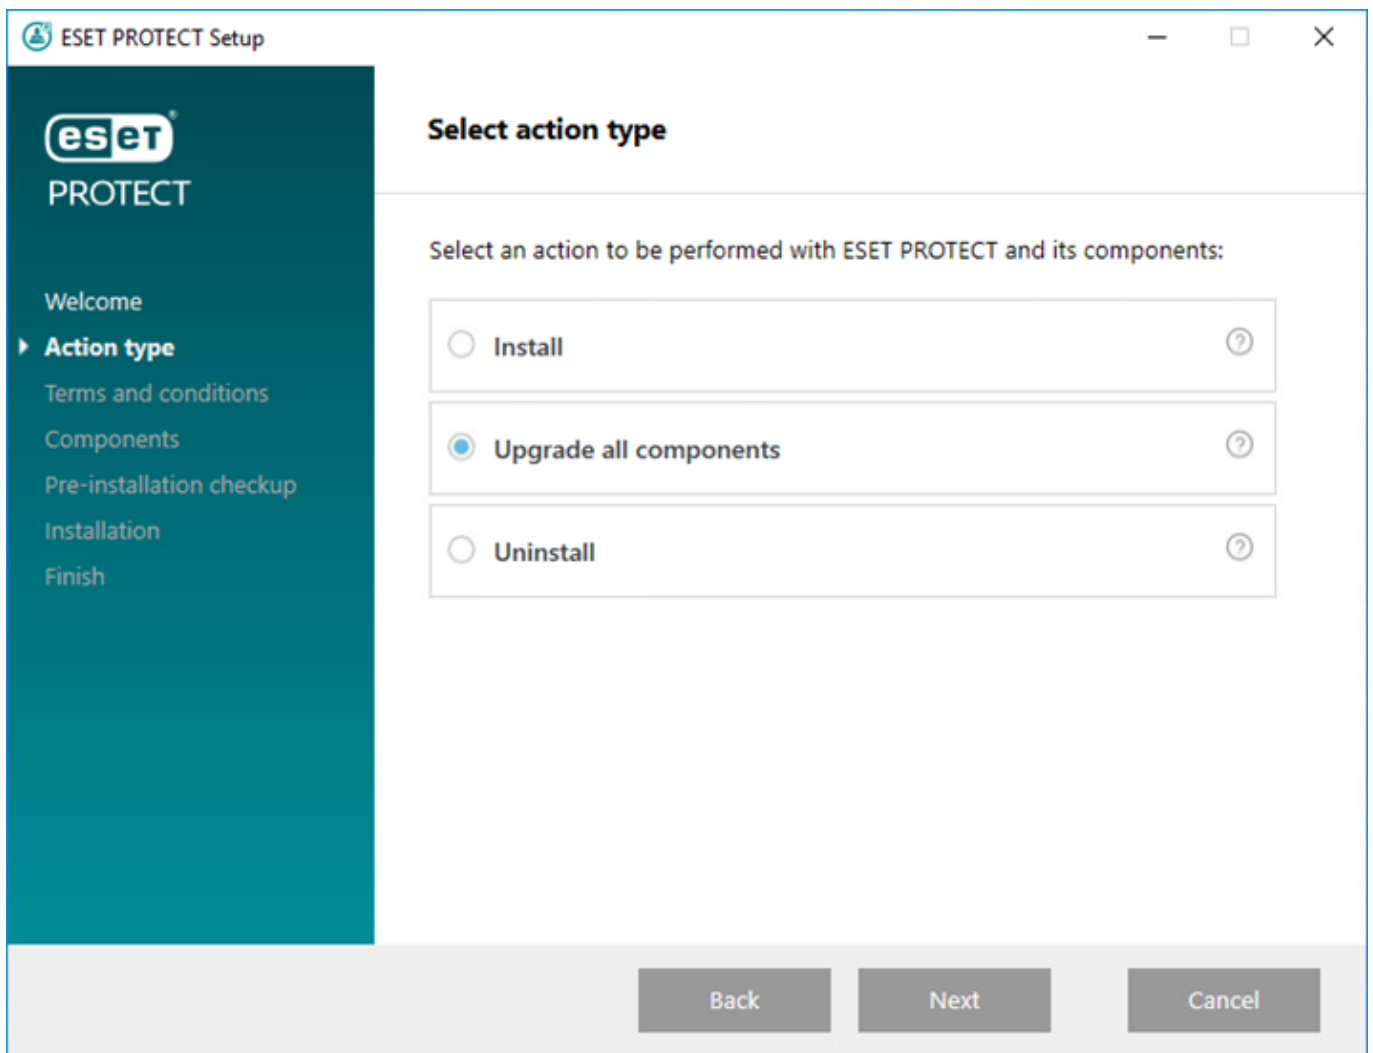 ESET PROTECT Setup
eset®
PROTECT
Welcome
Action type
Terms and conditions
Components
Pre-installation checkup
Installation
Finish
Select action type
Select an action to be performed with ESET PROTECT and its components:
Install
Upgrade all components
Uninstall
Back
Next
Cancel